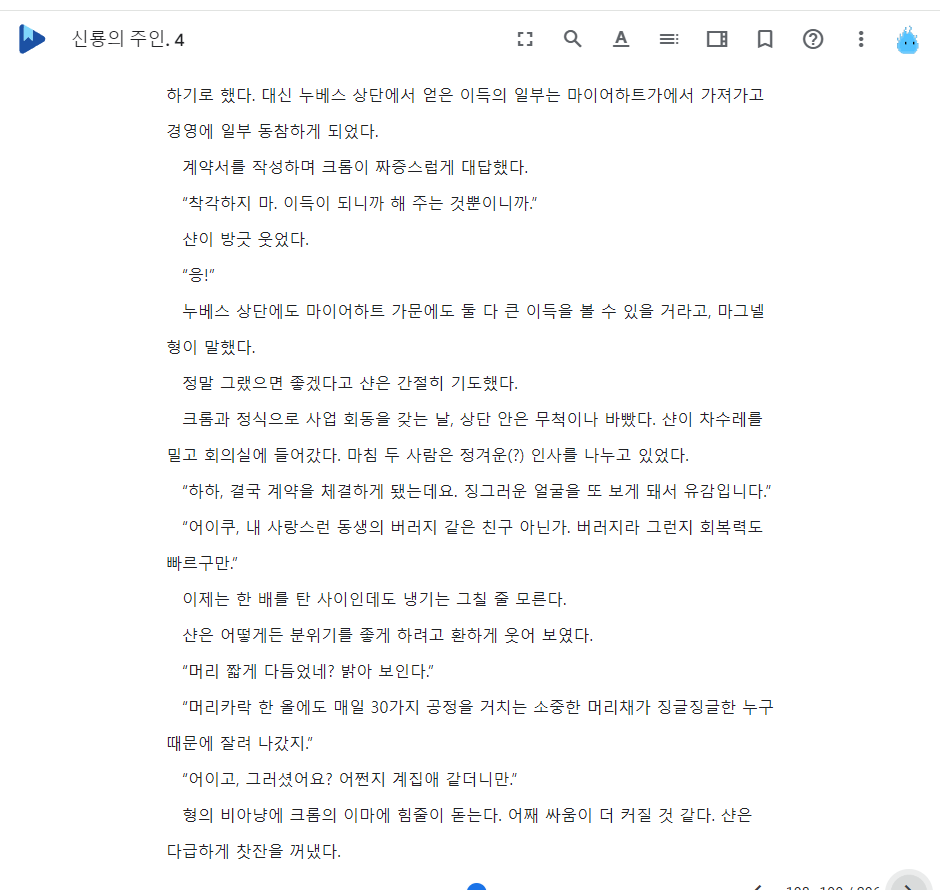 신룡의 주인. 4
하기로 했다. 대신 누베스 상단에서 얻은 이득의 일부는 마이어하트가에서 가져가고
경영에 일부 동참하게 되었다.
계약서를 작성하며 크롬이 짜증스럽게 대답했다.
“착각하지 마. 이득이 되니까 해 주는 것뿐이니까.”
샨이 방긋 웃었다.
“응!”
누베스 상단에도 마이어하트 가문에도 둘 다 큰 이득을 볼 수 있을 거라고, 마그넬
형이 말했다.
정말 그랬으면 좋겠다고 샨은 간절히 기도했다.
크롬과 정식으로 사업 회동을 갖는 날, 상단 안은 무척이나 바빴다. 샨이 차수레를
밀고 회의실에 들어갔다. 마침 두 사람은 정겨운(?) 인사를 나누고 있었다.
“하하, 결국 계약을 체결하게 됐는데요. 징그러운 얼굴을 또 보게 돼서 유감입니다.”
“어이쿠, 내 사랑스런 동생의 버러지 같은 친구 아닌가. 버러지라 그런지 회복력도
빠르구만.”
이제는 한 배를 탄 사이인데도 냉기는 그칠 줄 모른다.
샨은 어떻게든 분위기를 좋게 하려고 환하게 웃어 보였다.
“머리 짧게 다듬었네? 밝아 보인다.”
“머리카락 한 올에도 매일 30가지 공정을 거치는 소중한 머리채가 징글징글한 누구
때문에 잘려 나갔지.”
“어이고, 그러셨어요? 어쩐지 계집애 같더니만.”
형의 비아냥에 크롬의 이마에 힘줄이 돋는다. 어째 싸움이 더 커질 것 같다. 샨은
다급하게 찻잔을 꺼냈다.